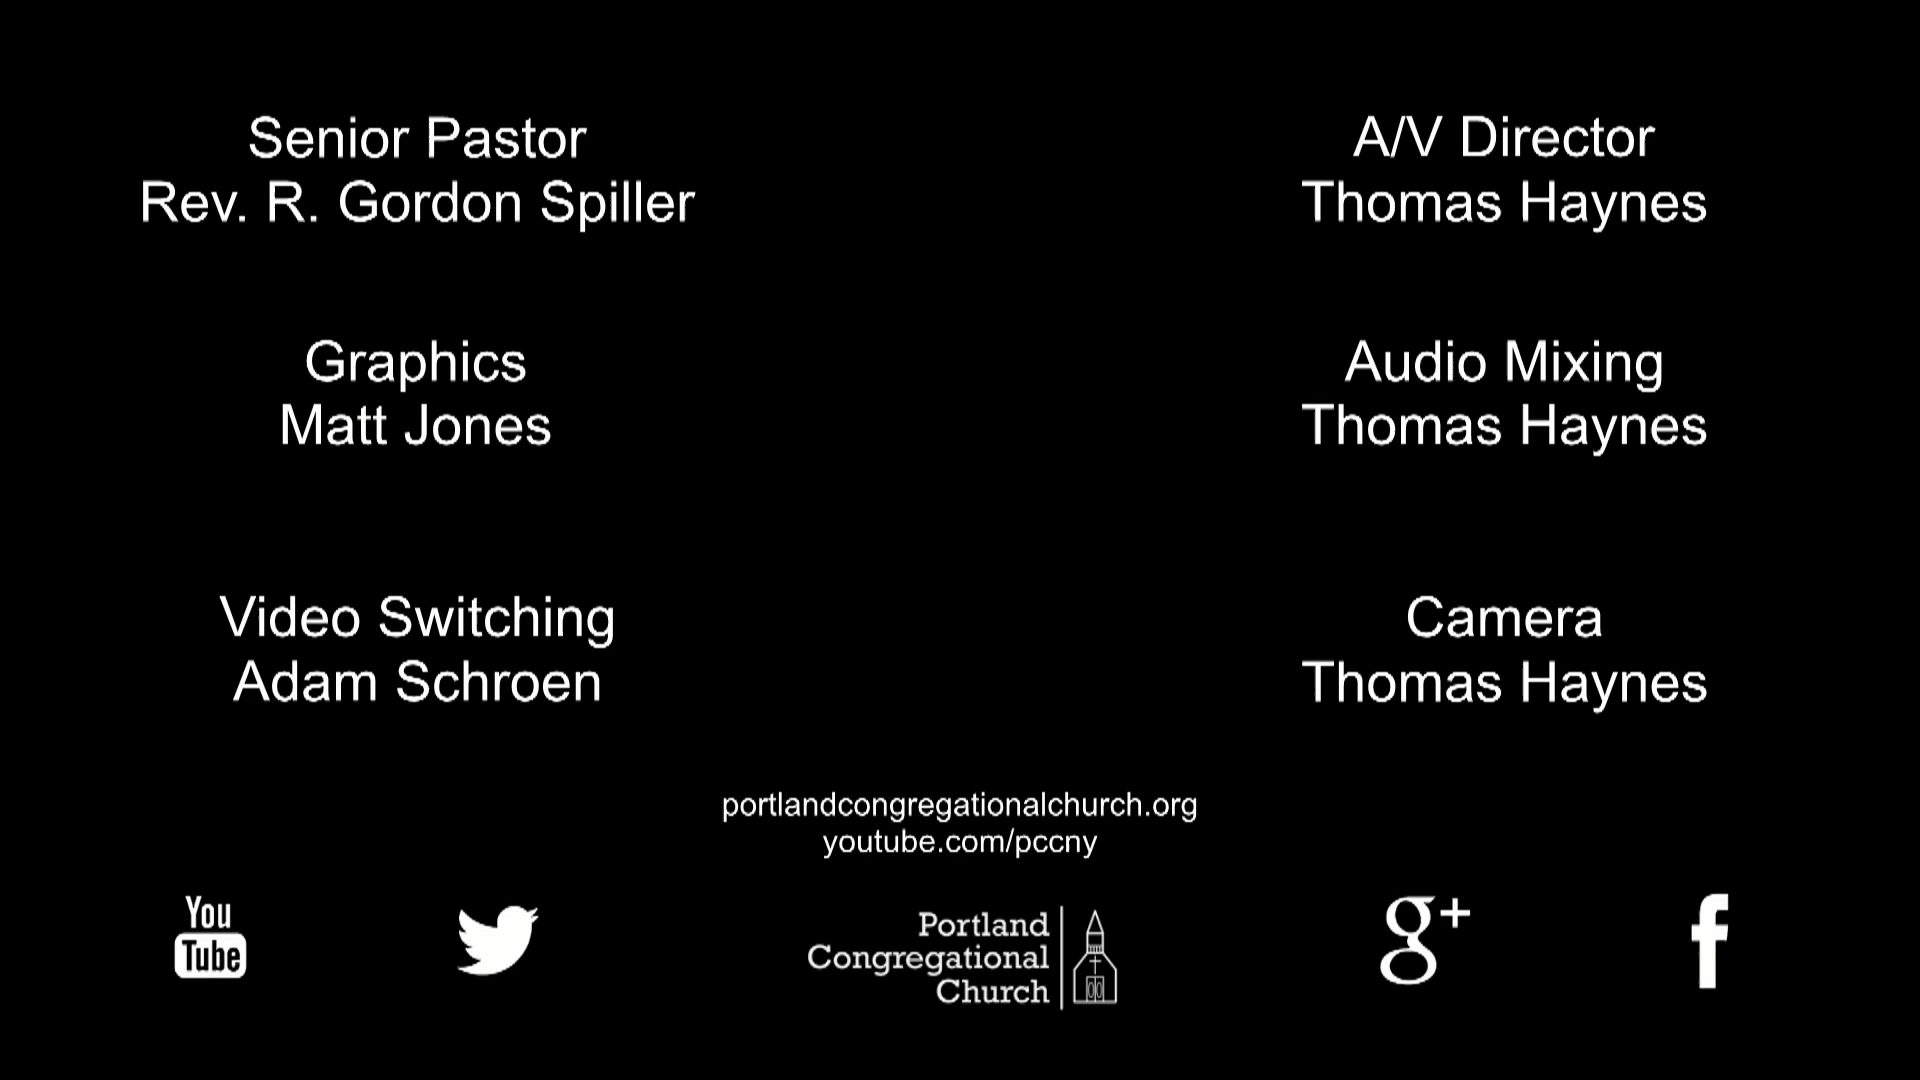 Senior Pastor
Rev. R. Gordon Spiller
A/V Director
Thomas Haynes
Graphics
Matt Jones
Audio Mixing
Thomas Haynes
Video Switching
Adam Schroen
Camera
Thomas Haynes
portlandcongregationalchurch.org
youtube.com/pccny
You
Tube
Portland
Congregational
Church
g+
f